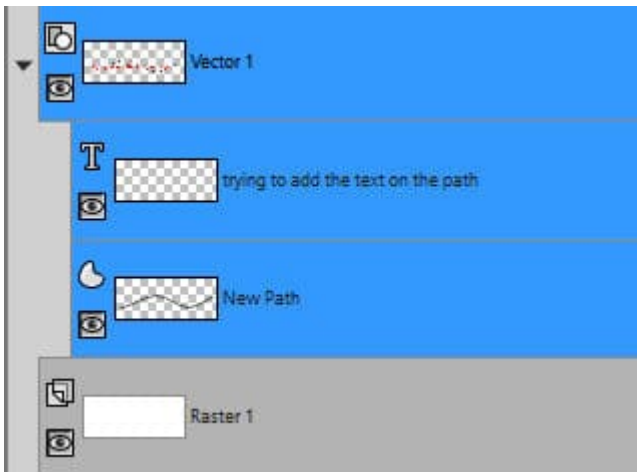 Vector 1
trying to add the text on the path
New Path
Raster 1